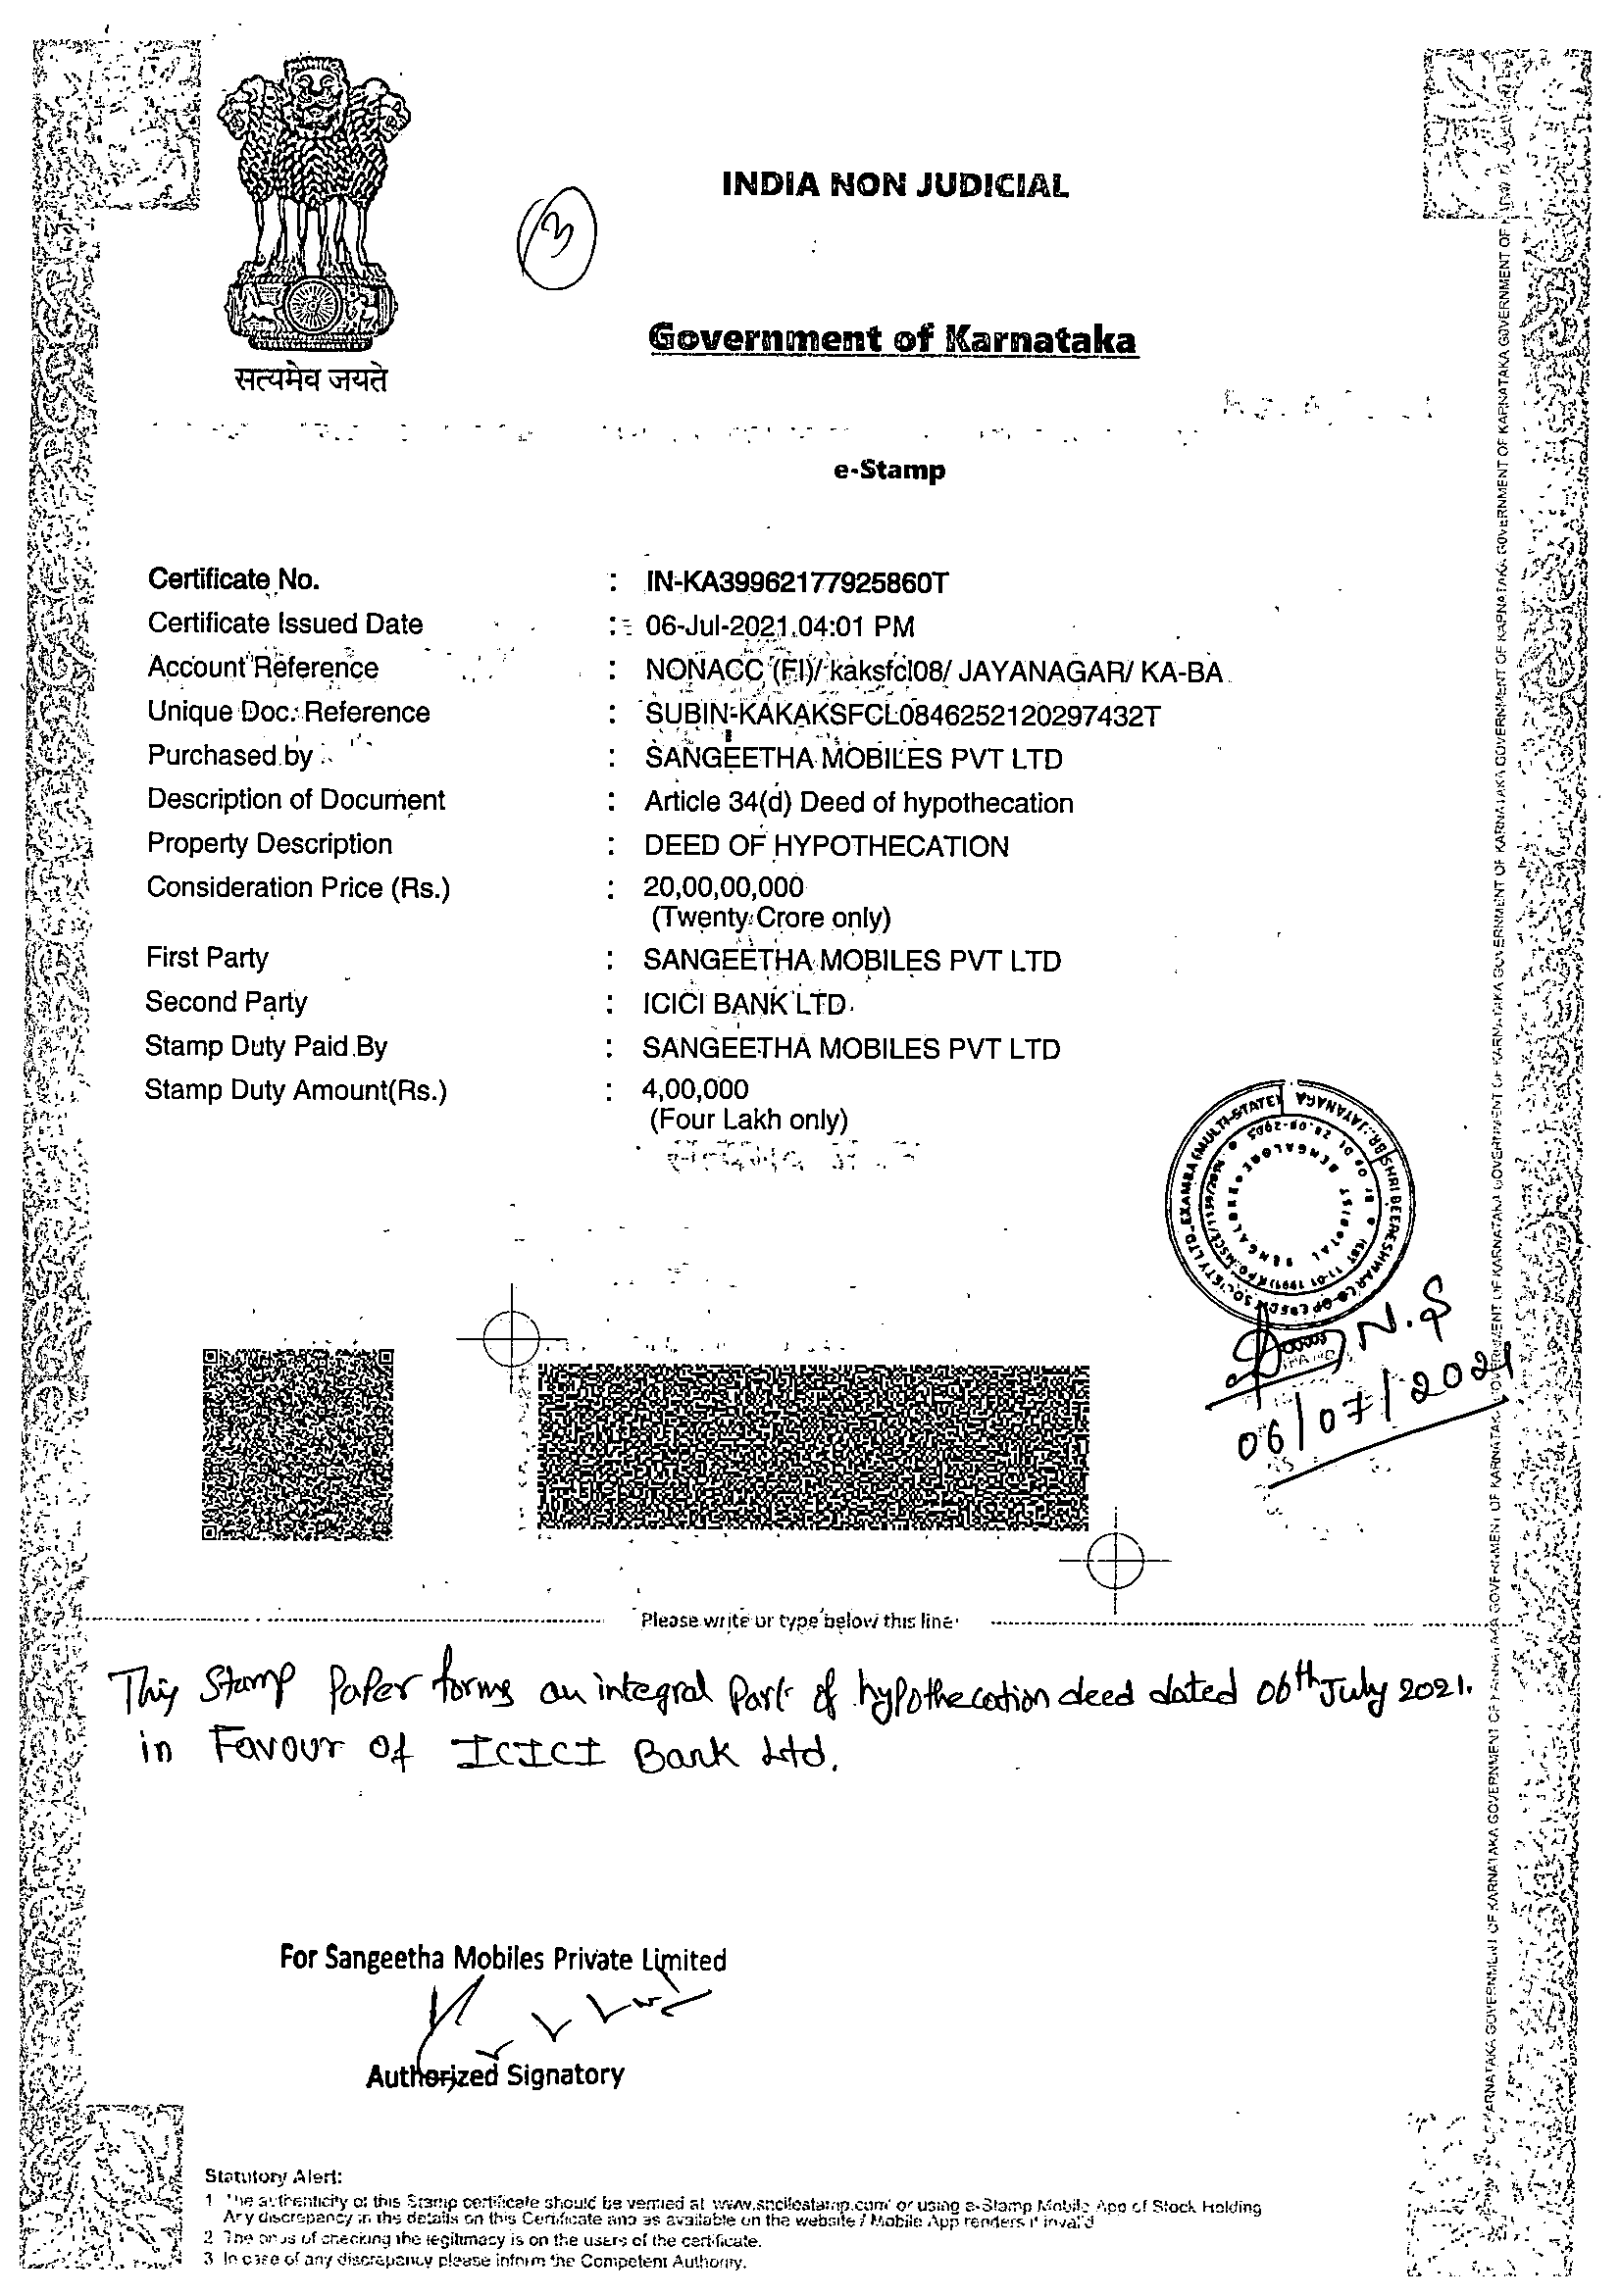 INDIA NON JUDICIAL
3
Government of Karnataka
सत्यमेव जयते
e-Stamp
Certificate No. : IN-KA39962177925860T
Certificate Issued Date : 06-Jul-2021 04:01 PM
Account Reference : NONACC (FI)/ kaksfcl08/ JAYANAGAR/ KA-BA
Unique Doc. Reference : SUBIN-KAKAKSFCL0846252120297432T
Purchased by : SANGEETHA MOBILES PVT LTD
Description of Document : Article 34(d) Deed of hypothecation
Property Description : DEED OF HYPOTHECATION
Consideration Price (Rs.) : 20,00,00,000
(Twenty Crore only)
First Party : SANGEETHA MOBILES PVT LTD
Second Party : ICICI BANK LTD.
Stamp Duty Paid By : SANGEETHA MOBILES PVT LTD
Stamp Duty Amount(Rs.) : 4,00,000
(Four Lakh only)
SHRI BEERESHWAR CO-OP CREDIT SOCIETY LTD., EXAMBA (MULTI-STATE) BR.:JAYANAGAR
N.S
06/07/2021
Please write or type below this line
This Stamp Paper forms an integral Part of hypothecation deed dated 06th July 2021.
in Favour of ICICI Bank Ltd.
For Sangeetha Mobiles Private Limited
Authorized Signatory
Statutory Alert:
1 The authenticity of this Stamp certificate should be verified at www.shcilestamp.com' or using e-Stamp Mobile App of Stock Holding
Any discrepancy in the details on this Certificate and as available on the website / Mobile App renders it invalid
2 The onus of checking the legitimacy is on the users of the certificate.
3 In case of any discrepancy please inform the Competent Authority.
GOVERNMENT OF KARNATAKA GOVERNMENT OF KARNATAKA GOVERNMENT OF KARNATAKA